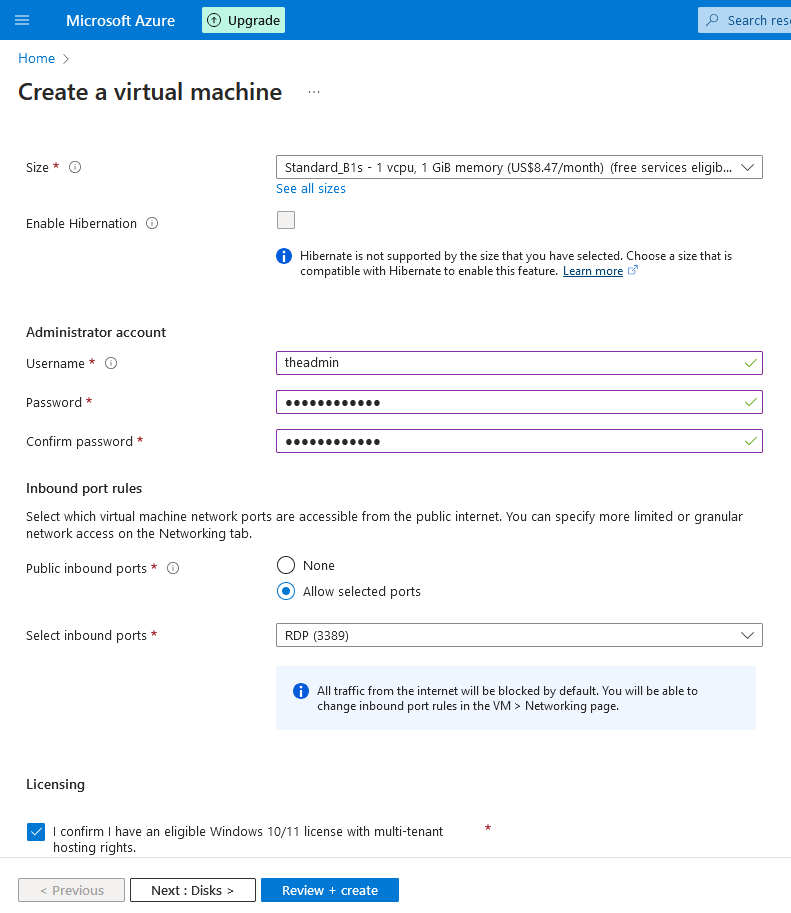 Microsoft Azure
Upgrade
Search res
Home
Create a virtual machine
...
Size *
Standard_B1s - 1 vcpu, 1 GiB memory (US$8.47/month) (free services eligib...
See all sizes
Enable Hibernation
Hibernate is not supported by the size that you have selected. Choose a size that is
compatible with Hibernate to enable this feature. Learn more
Administrator account
Username *
theadmin
Password *
●●●●●●●●●●●●
Confirm password *
●●●●●●●●●●●●
Inbound port rules
Select which virtual machine network ports are accessible from the public internet. You can specify more limited or granular
network access on the Networking tab.
Public inbound ports *
None
Allow selected ports
Select inbound ports *
RDP (3389)
All traffic from the internet will be blocked by default. You will be able to
change inbound port rules in the VM > Networking page.
Licensing
I confirm I have an eligible Windows 10/11 license with multi-tenant *
hosting rights.
< Previous
Next : Disks >
Review + create